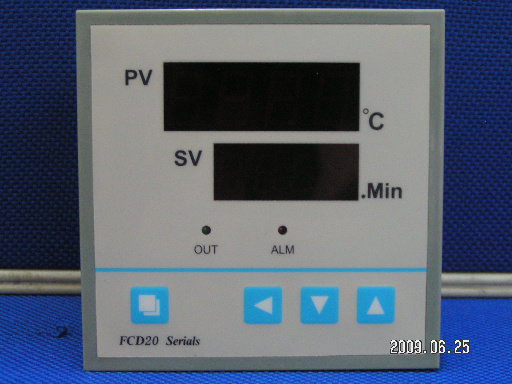 PV
°C
SV
.Min
OUT ALM
FCD20 Serials
2009.06.25